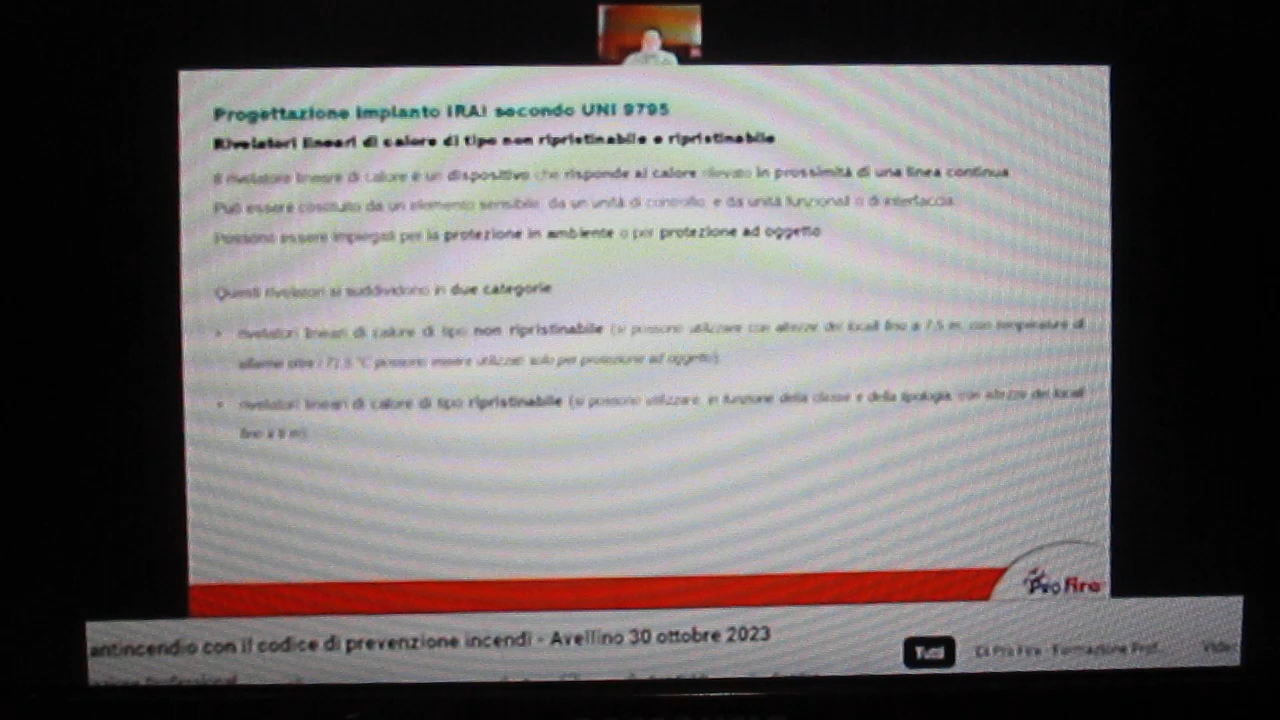 Progettazione impianto IRAI secondo UNI 9795
Rivelatori lineari di calore di tipo non ripristinabile e ripristinabile
Il rivelatore lineare di calore è un dispositivo che risponde al calore rilevato in prossimità di una linea continua
Può essere costituito da un elemento sensibile, da un unità di controllo, e da unità funzionali o di interfaccia
Possono essere impiegati per la protezione in ambiente o per protezione ad oggetto
Questi rivelatori si suddividono in due categorie
• rivelatori lineari di calore di tipo non ripristinabile (si possono utilizzare con altezze dei locali fino a 7,5 m, con temperature di
allarme oltre i possono essere utilizzati solo per protezione ad oggetto)
• rivelatori lineari di calore di tipo ripristinabile (si possono utilizzare, in funzione della classe e della tipologia, con altezze dei locali
fino a 9 m)
Pro Fire
antincendio con il codice di prevenzione incendi - Avellino 30 ottobre 2023
Tutti Di Pro Fire - Formazione Prof... Video
Professional